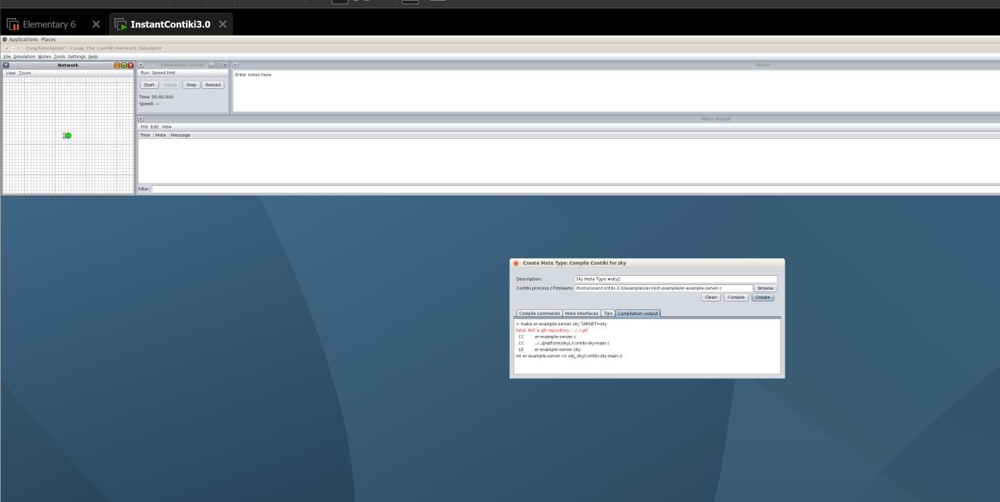 Elementary 6
InstantContiki3.0
Applications Places
CoapSimulation' - Cooja: The Contiki Network Simulator
File Simulation Motes Tools Settings Help
Network
View Zoom
Simulation control
Run Speed limit
Start Pause Step Reload
Time: 00:00.000
Speed: ---
Notes
Enter notes here
Mote output
File Edit View
Time Mote Message
Filter:
Create Mote Type: Compile Contiki for sky
Description: Sky Mote Type #sky2
Contiki process / Firmware: /home/user/contiki-3.0/examples/er-rest-example/er-example-server.c Browse
Clean Compile Create
Compile commands Mote interfaces Tips Compilation output
> make er-example-server.sky TARGET=sky
fatal: Not a git repository: '../../.git'
CC er-example-server.c
CC ../../platform/sky/./contiki-sky-main.c
LD er-example-server.sky
rm er-example-server.co obj_sky/contiki-sky-main.o